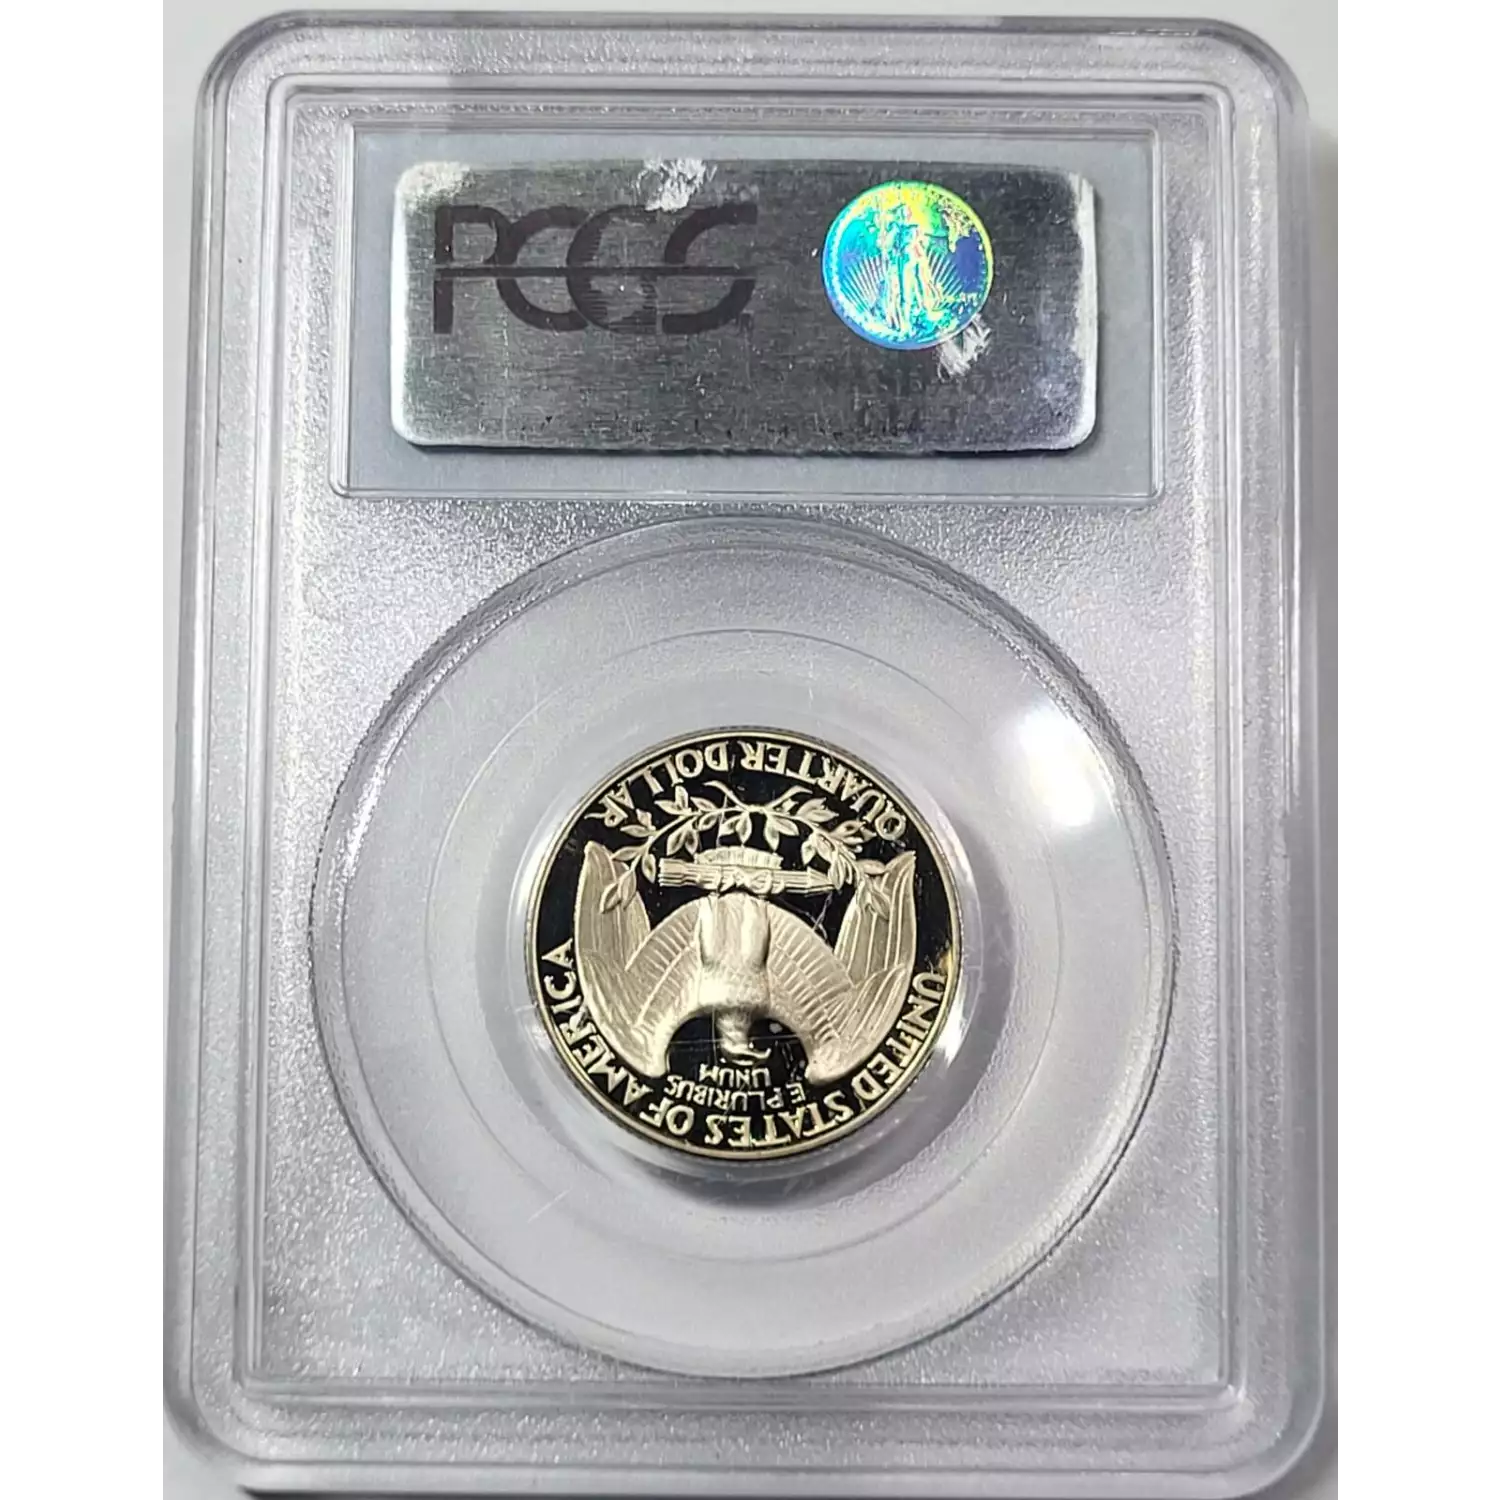 PCGS
UNITED STATES OF AMERICA
E PLURIBUS
UNUM
QUARTER DOLLAR